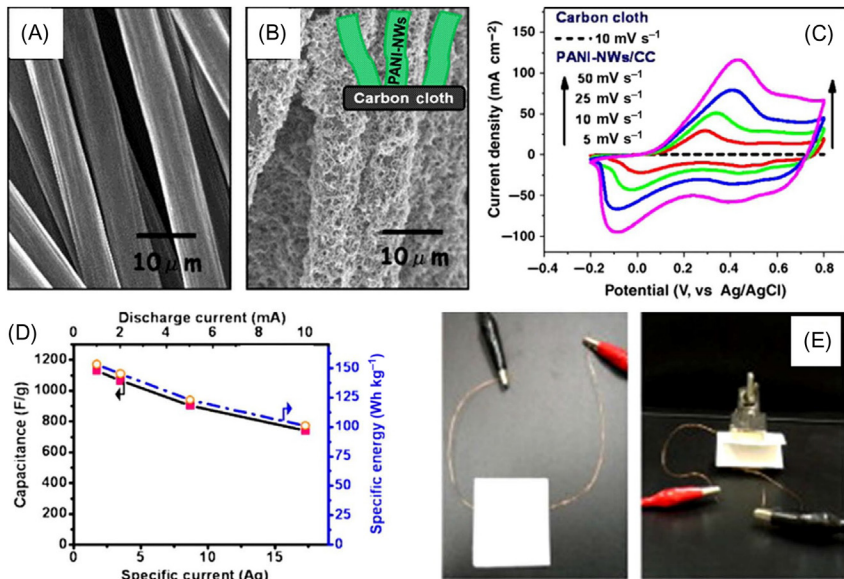 (A)
10 μm
(B)
PANI-NWs
Carbon cloth
10 μm
(C)
Carbon cloth
10 mV s⁻¹
PANI-NWs/CC
50 mV s⁻¹
25 mV s⁻¹
10 mV s⁻¹
5 mV s⁻¹
Current density (mA cm⁻²)
100
50
0
−50
−100
−0.4 −0.2 0.0 0.2 0.4 0.6 0.8
Potential (V, vs Ag/AgCl)
(D)
Discharge current (mA)
0 2 4 6 8 10
Capacitance (F/g)
1200
1000
800
600
400
200
0
Specific energy (Wh kg⁻¹)
150
125
100
75
50
25
0
0 5 10 15
Specific current (Ag)
(E)